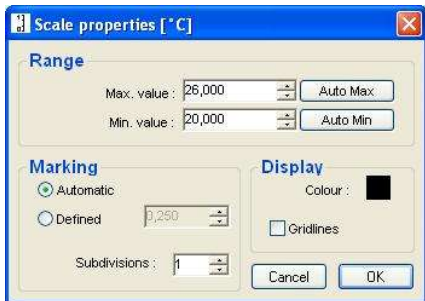 Scale properties [°C]
Range
Max. value : 26,000 Auto Max
Min. value : 20,000 Auto Min
Marking
Automatic
Defined 0,250
Subdivisions : 1
Display
Colour :
Gridlines
Cancel OK